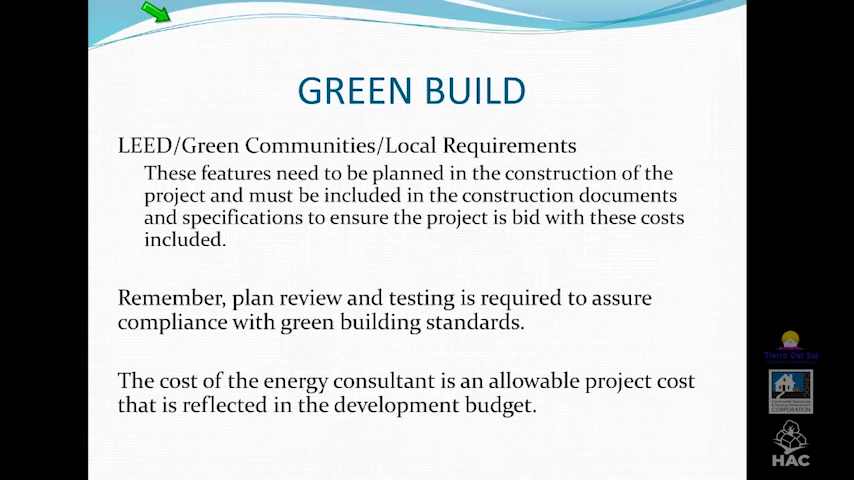 GREEN BUILD
LEED/Green Communities/Local Requirements
These features need to be planned in the construction of the
project and must be included in the construction documents
and specifications to ensure the project is bid with these costs
included.
Remember, plan review and testing is required to assure
compliance with green building standards.
The cost of the energy consultant is an allowable project cost
that is reflected in the development budget.
Tierra Del Sol
CORPORATION
HAC